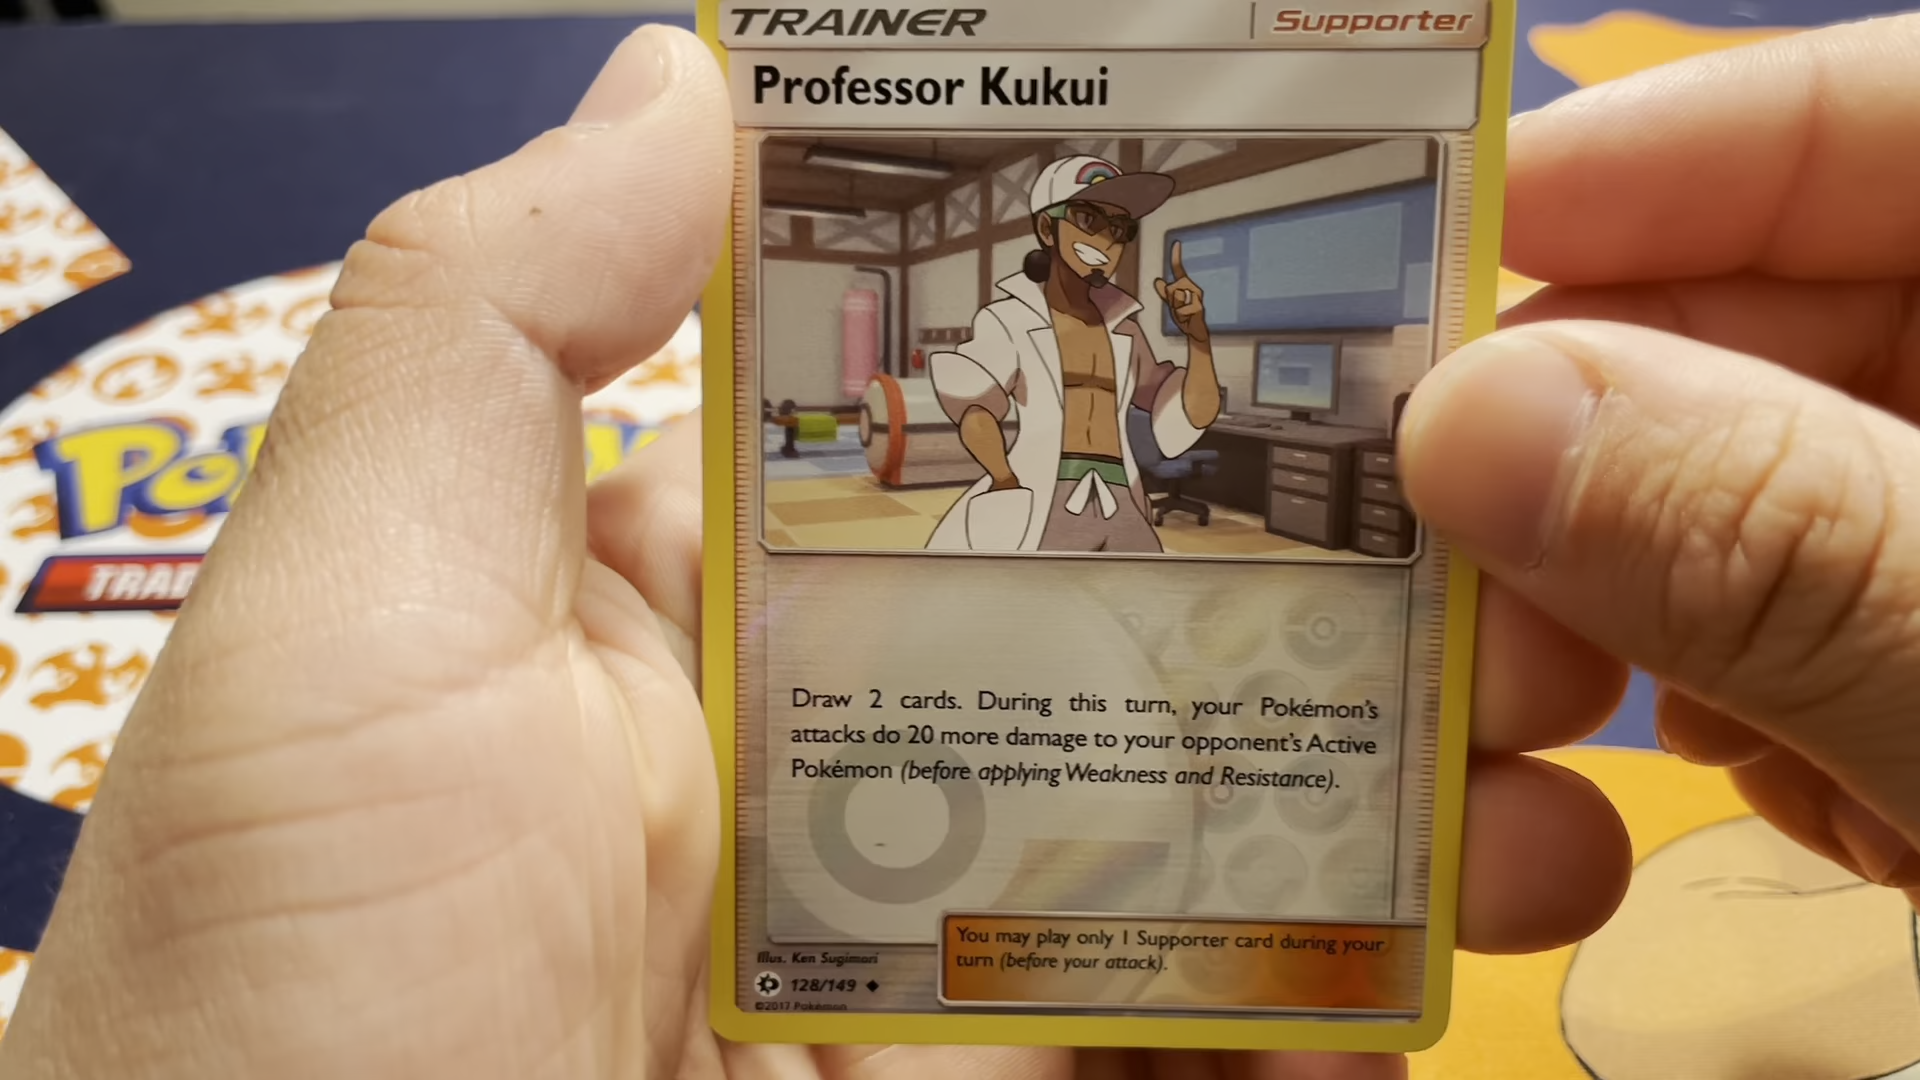 TRAINER
Supporter
Professor Kukui
Draw 2 cards. During this turn, your Pokémon's
attacks do 20 more damage to your opponent's Active
Pokémon (before applying Weakness and Resistance).
You may play only 1 Supporter card during your
turn (before your attack).
Illus. Ken Sugimori
128/149
©2017 Pokémon